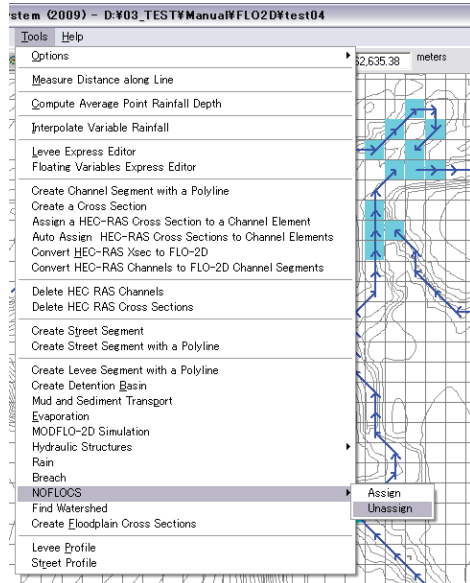 stem (2009) - D:¥03_TEST¥Manual¥FLO2D¥test04
Tools Help
Options
52,635.38 meters
Measure Distance along Line
Compute Average Point Rainfall Depth
Interpolate Variable Rainfall
Levee Express Editor
Floating Variables Express Editor
Create Channel Segment with a Polyline
Create a Cross Section
Assign a HEC-RAS Cross Section to a Channel Element
Auto Assign HEC-RAS Cross Sections to Channel Elements
Convert HEC-RAS Xsec to FLO-2D
Convert HEC-RAS Channels to FLO-2D Channel Segments
Delete HEC RAS Channels
Delete HEC RAS Cross Sections
Create Street Segment
Create Street Segment with a Polyline
Create Levee Segment with a Polyline
Create Detention Basin
Mud and Sediment Transport
Evaporation
MODFLO-2D Simulation
Hydraulic Structures
Rain
Breach
NOFLOCS
Assign
Find Watershed
Unassign
Create Floodplain Cross Sections
Levee Profile
Street Profile